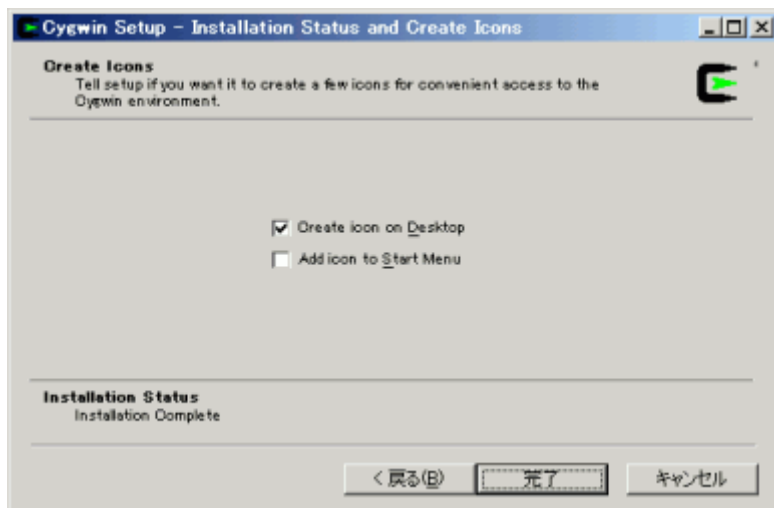 Cygwin Setup - Installation Status and Create Icons
Create Icons
Tell setup if you want it to create a few icons for convenient access to the
Cygwin environment.
Create icon on Desktop
Add icon to Start Menu
Installation Status
Installation Complete
< 戻る(B)
完了
キャンセル